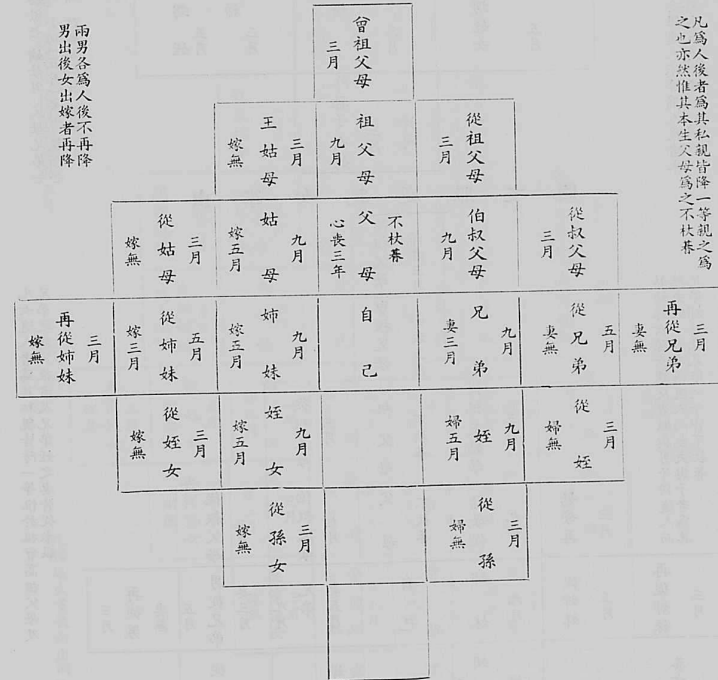 凡爲人後者爲其私親皆降一等親之爲
之也亦然惟其本生父母爲之不杖朞
曾祖父母
三月
從祖父母
三月
祖父母
九月
三月
王姑母
嫁無
從叔父母
三月
伯叔父母
九月
不杖朞
父母
心喪三年
九月
姑母
嫁五月
三月
從姑母
嫁無
三月
再從兄弟
妻無
五月
從兄弟
妻無
九月
兄弟
妻三月
自己
九月
姉妹
嫁五月
五月
從姉妹
嫁三月
三月
再從姉妹
嫁無
三月
從姪
婦無
九月
姪
婦五月
九月
姪女
嫁五月
三月
從姪女
嫁無
三月
從孫
婦無
三月
從孫女
嫁無
兩男各爲人後不再降
男出後女出嫁者再降